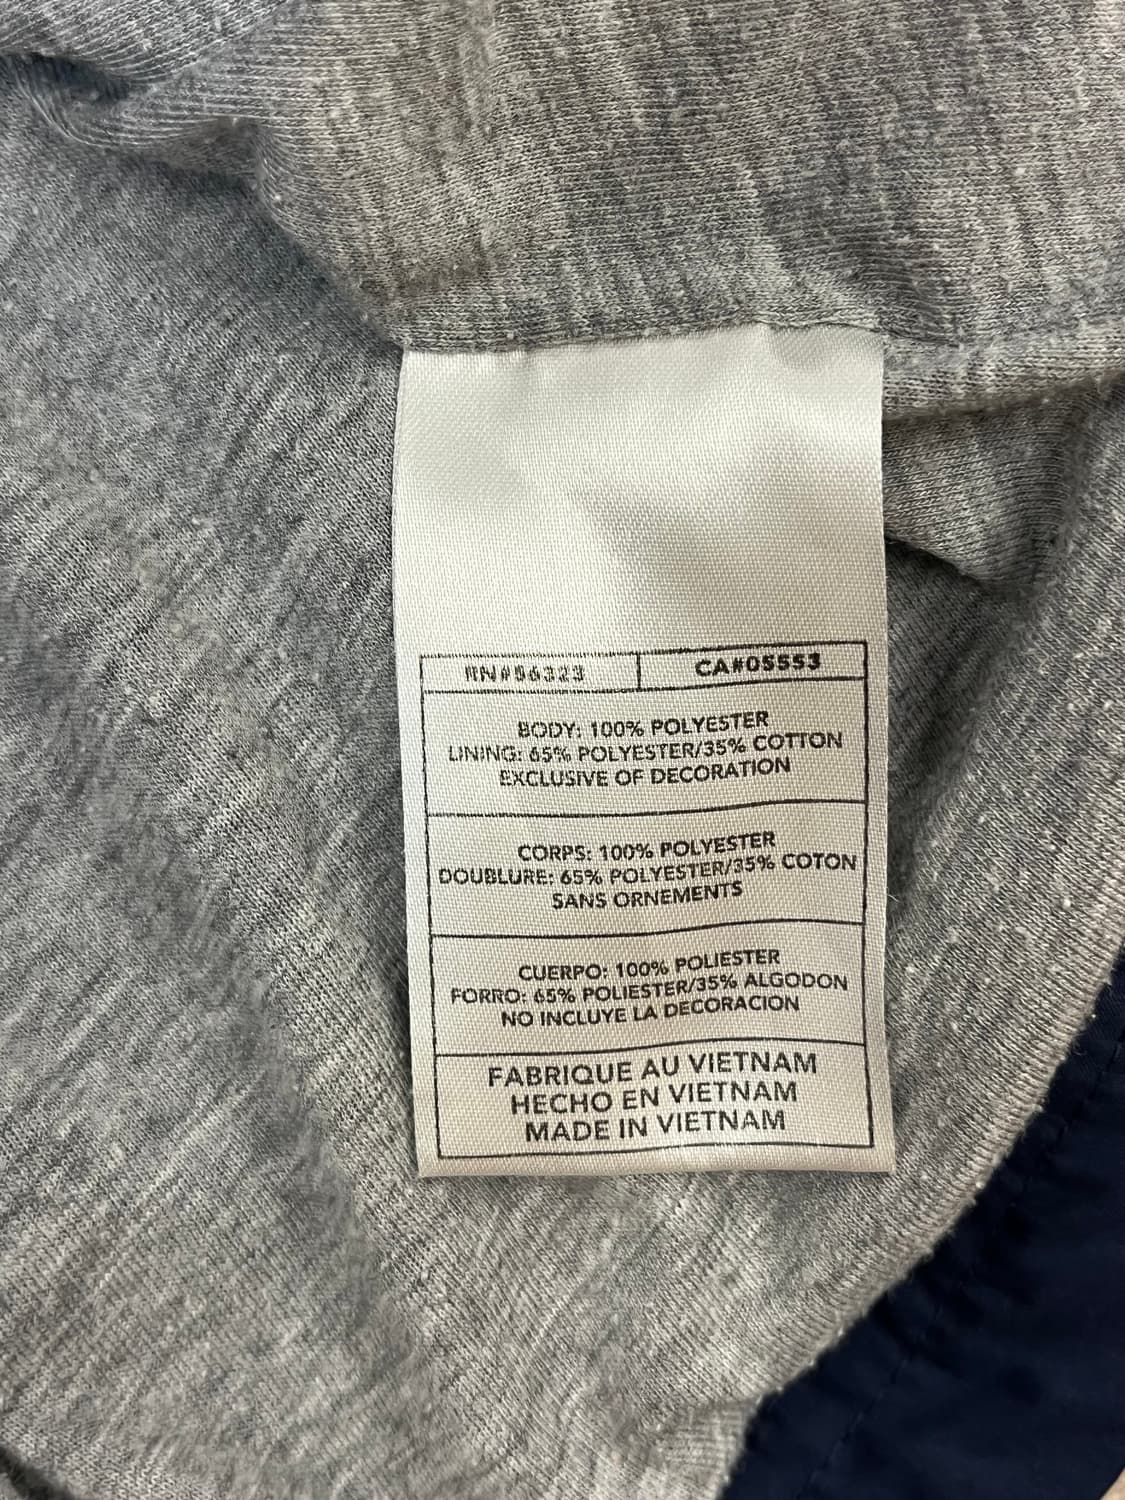 RN#56323 CA#05553
BODY: 100% POLYESTER
LINING: 65% POLYESTER/35% COTTON
EXCLUSIVE OF DECORATION
CORPS: 100% POLYESTER
DOUBLURE: 65% POLYESTER/35% COTON
SANS ORNEMENTS
CUERPO: 100% POLIESTER
FORRO: 65% POLIESTER/35% ALGODON
NO INCLUYE LA DECORACION
FABRIQUE AU VIETNAM
HECHO EN VIETNAM
MADE IN VIETNAM